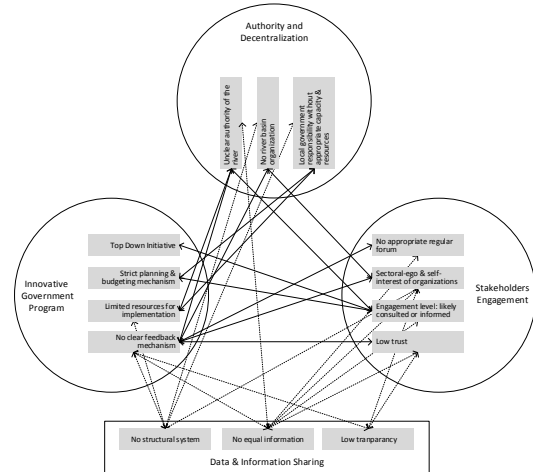 Authority and
Decentralization
Unclear authority of the
river
No river basin
organization
Local government
responsibility without
appropriate capacity &
resources
Innovative
Government
Program
Top Down Initiative
Strict planning &
budgeting mechanism
Limited resources for
implementation
No clear feedback
mechanism
No appropriate regular
forum
Sectoral-ego & self-
interest of organizations
Engagement level: likely
consulted or informed
Low trust
Stakeholders
Engagement
No structural system
No equal information
Low tranparancy
Data & Information Sharing